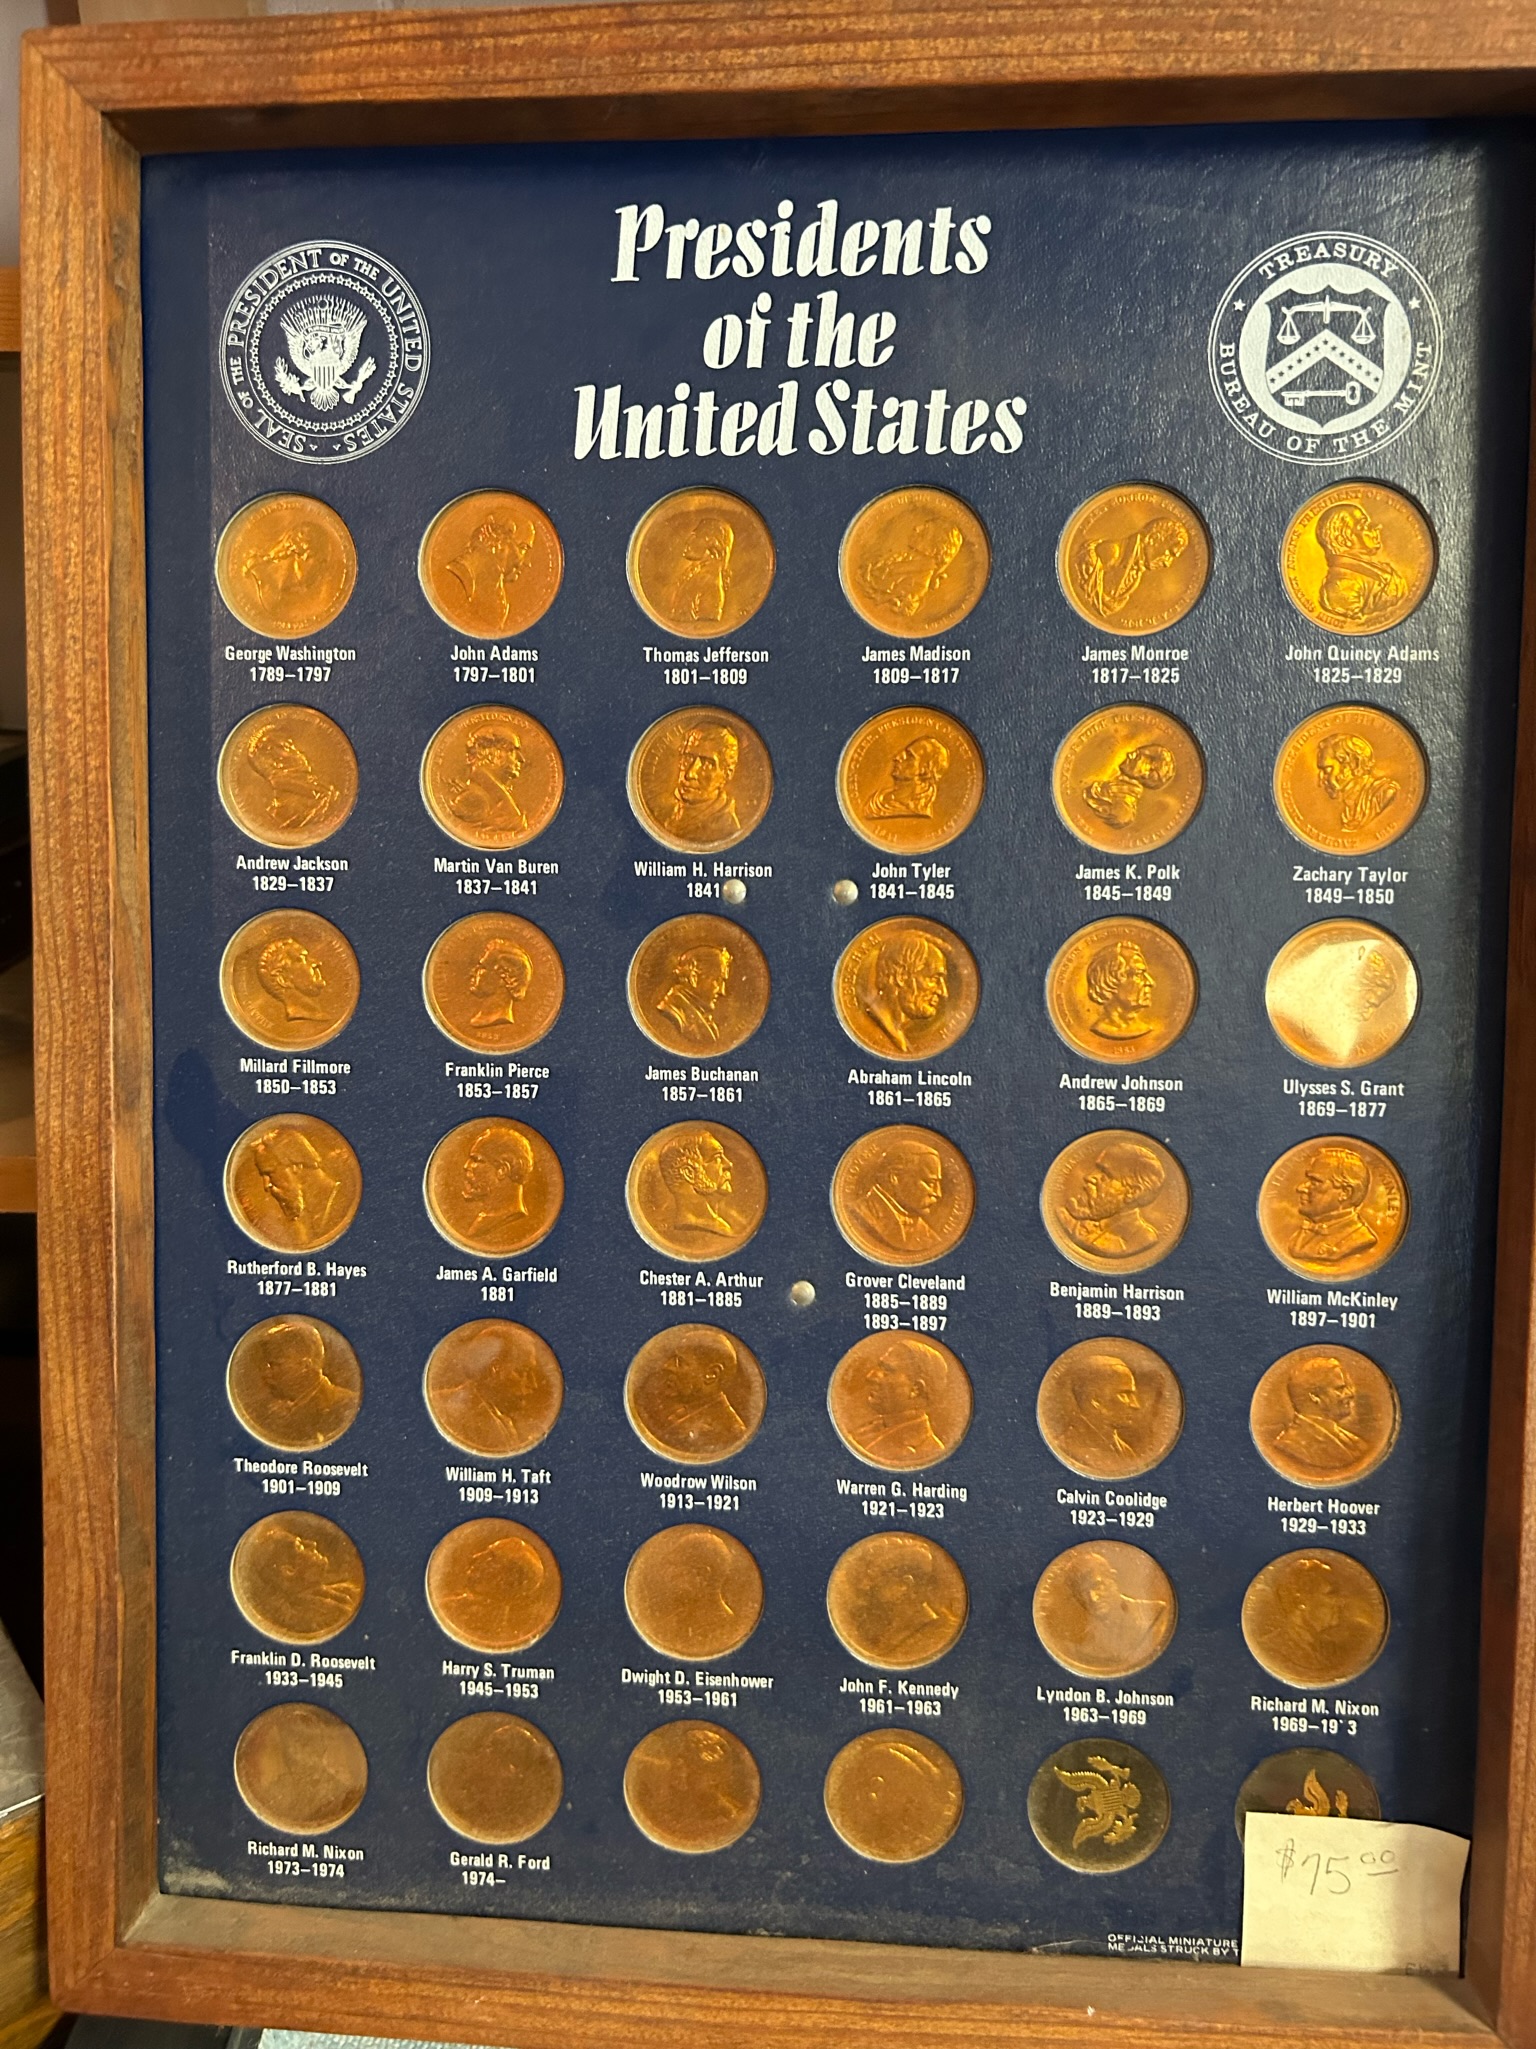 Presidents
of the
United States
SEAL OF THE PRESIDENT OF THE UNITED STATES
TREASURY
BUREAU OF THE MINT
George Washington
1789–1797
John Adams
1797–1801
Thomas Jefferson
1801–1809
James Madison
1809–1817
James Monroe
1817–1825
John Quincy Adams
1825–1829
Andrew Jackson
1829–1837
Martin Van Buren
1837–1841
William H. Harrison
1841
John Tyler
1841–1845
James K. Polk
1845–1849
Zachary Taylor
1849–1850
Millard Fillmore
1850–1853
Franklin Pierce
1853–1857
James Buchanan
1857–1861
Abraham Lincoln
1861–1865
Andrew Johnson
1865–1869
Ulysses S. Grant
1869–1877
Rutherford B. Hayes
1877–1881
James A. Garfield
1881
Chester A. Arthur
1881–1885
Grover Cleveland
1885–1889
1893–1897
Benjamin Harrison
1889–1893
William McKinley
1897–1901
Theodore Roosevelt
1901–1909
William H. Taft
1909–1913
Woodrow Wilson
1913–1921
Warren G. Harding
1921–1923
Calvin Coolidge
1923–1929
Herbert Hoover
1929–1933
Franklin D. Roosevelt
1933–1945
Harry S. Truman
1945–1953
Dwight D. Eisenhower
1953–1961
John F. Kennedy
1961–1963
Lyndon B. Johnson
1963–1969
Richard M. Nixon
1969–19 3
Richard M. Nixon
1973–1974
Gerald R. Ford
1974–
$75.00
OFFICIAL MINIATURE
MEDALS STRUCK BY T